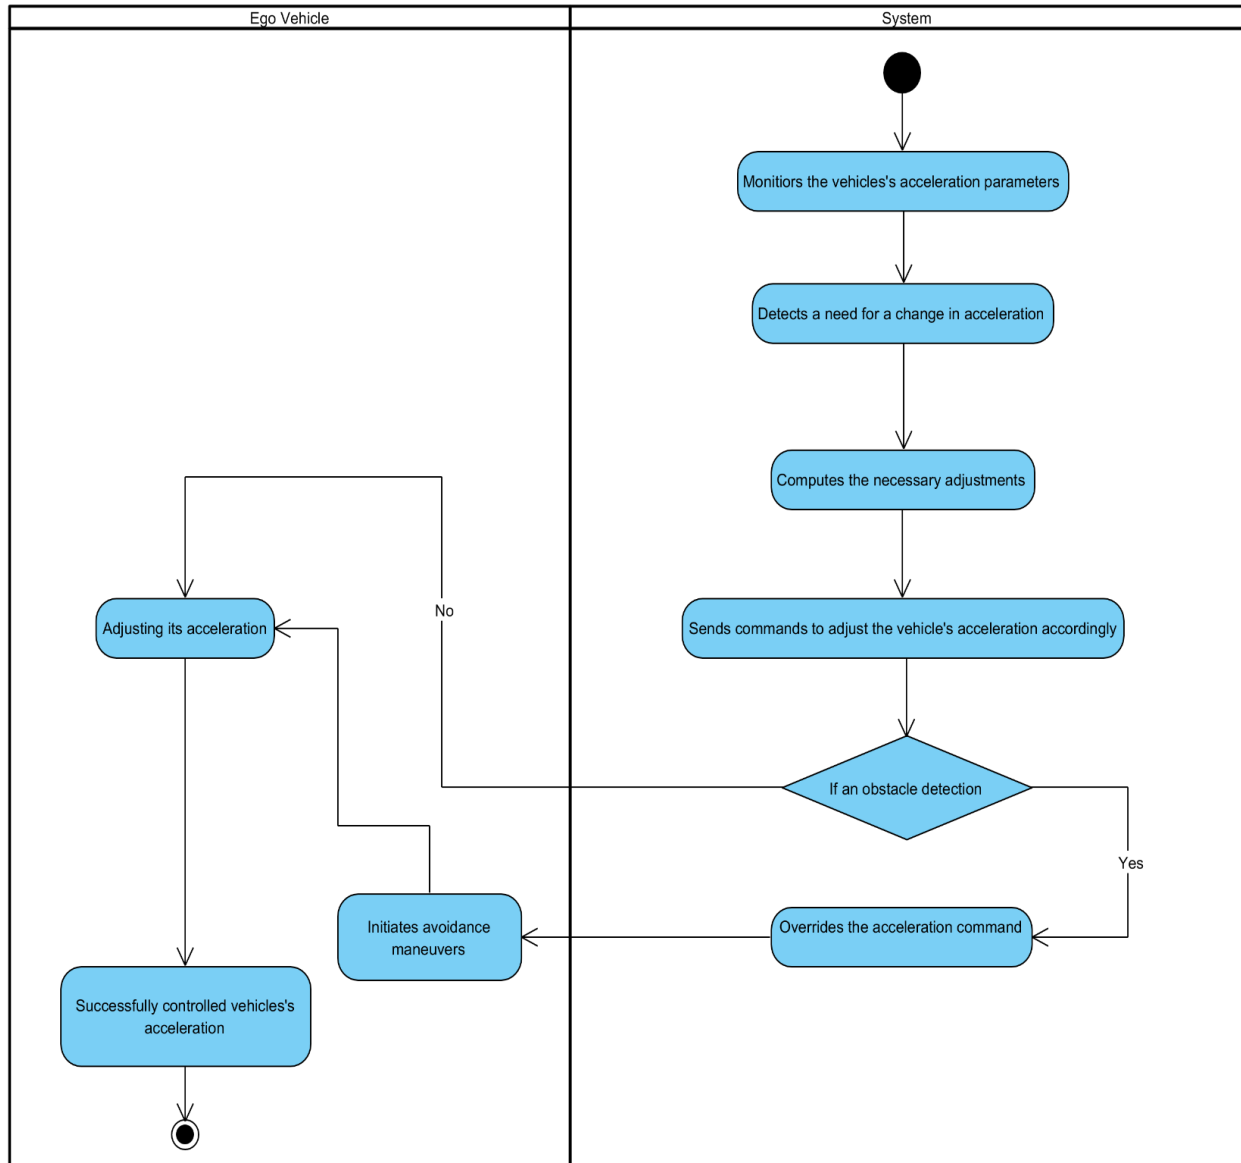 Ego Vehicle
System
Monitiors the vehicles's acceleration parameters
Detects a need for a change in acceleration
Computes the necessary adjustments
Adjusting its acceleration
No
Sends commands to adjust the vehicle's acceleration accordingly
If an obstacle detection
Yes
Initiates avoidance
maneuvers
Overrides the acceleration command
Successfully controlled vehicles's
acceleration